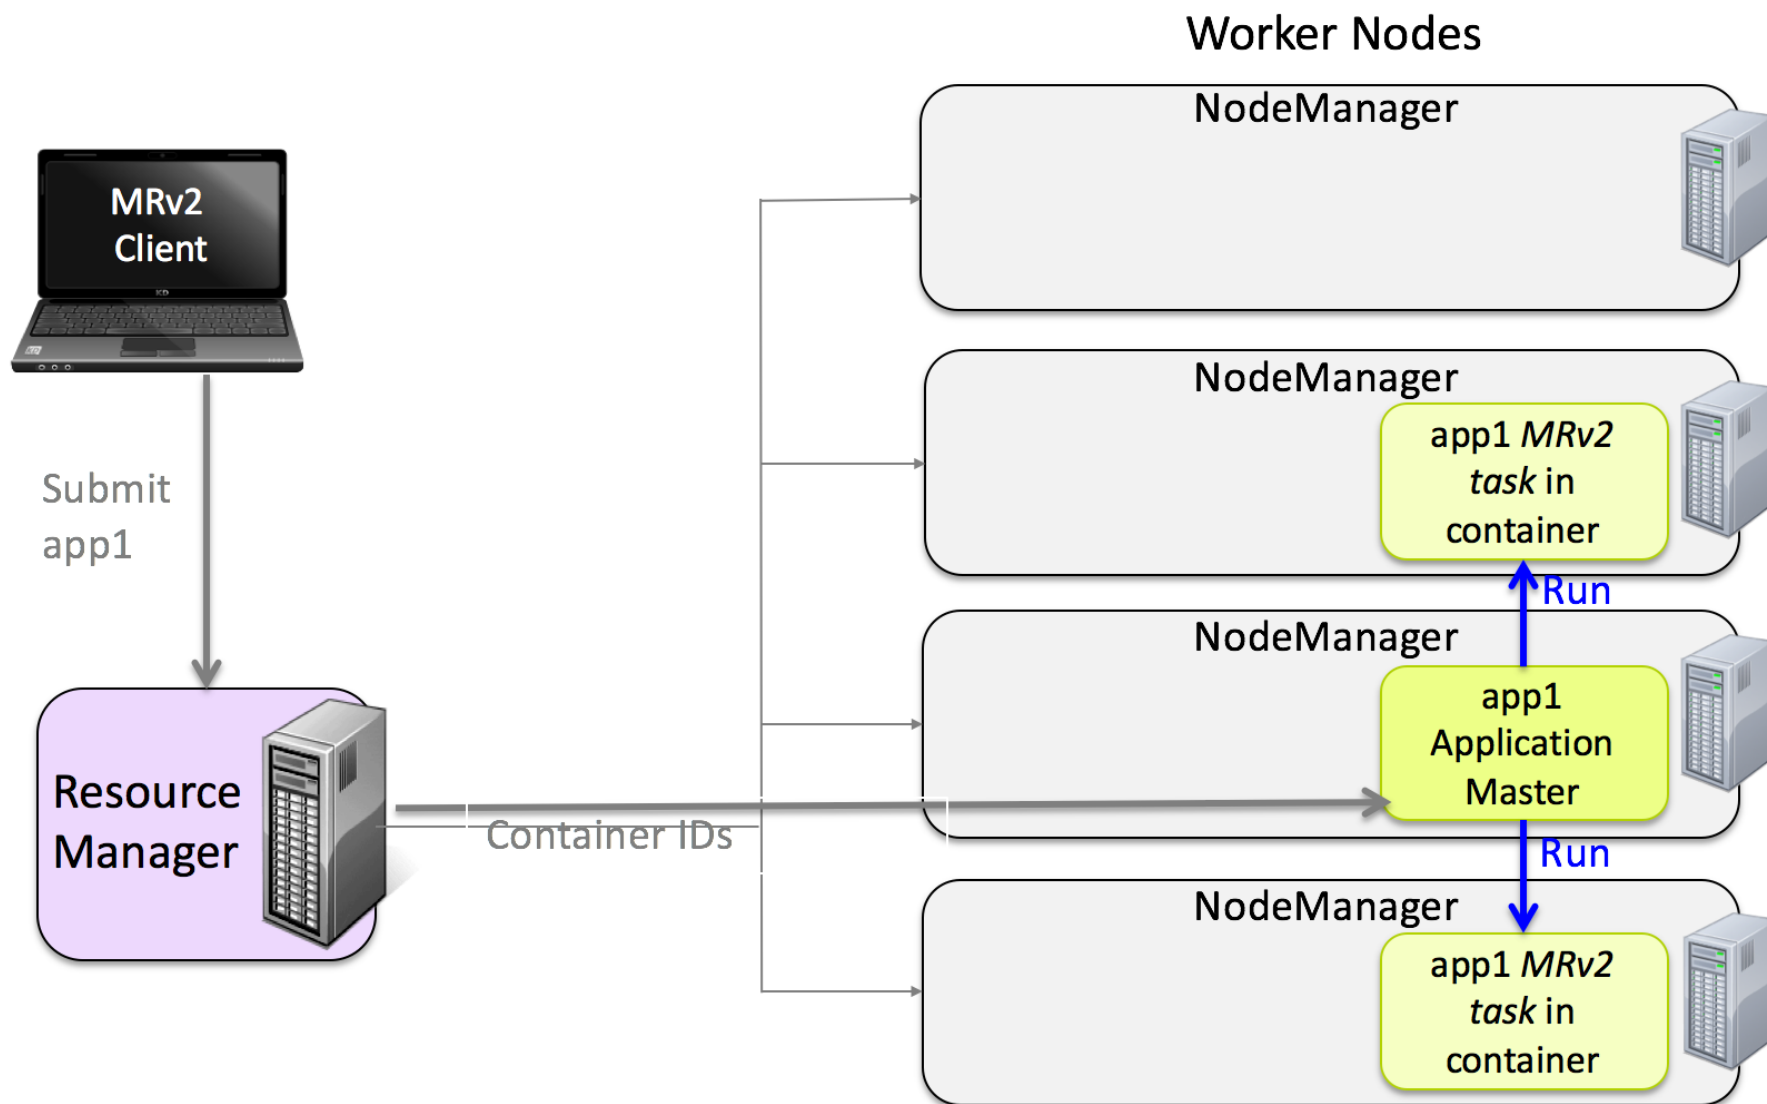 Worker Nodes
NodeManager
MRv2
Client
NodeManager
app1 MRv2
task in
container
Submit
app1
Run
NodeManager
app1
Application
Master
Resource
Manager
Container IDs
Run
NodeManager
app1 MRv2
task in
container